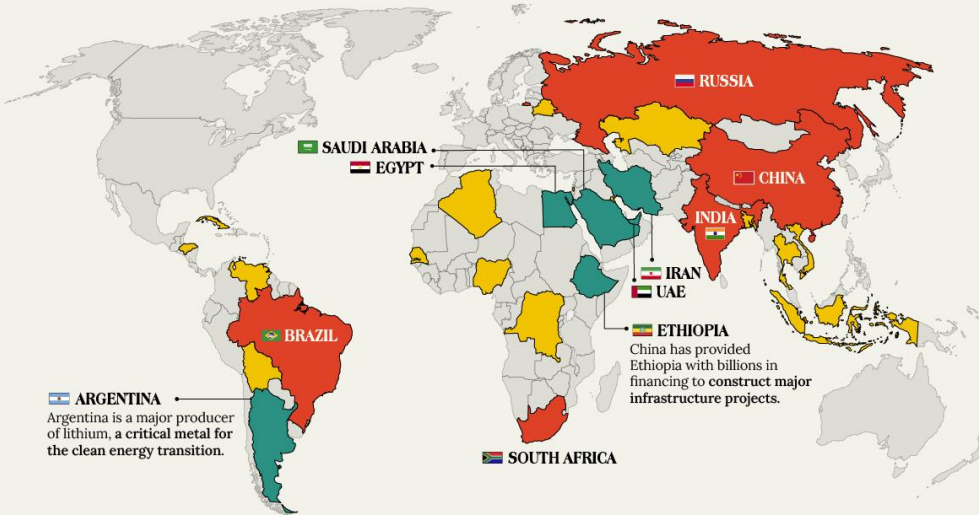 RUSSIA
SAUDI ARABIA
EGYPT
CHINA
INDIA
IRAN
UAE
BRAZIL
ETHIOPIA
China has provided
Ethiopia with billions in
financing to construct major
infrastructure projects.
ARGENTINA
Argentina is a major producer
of lithium, a critical metal for
the clean energy transition.
SOUTH AFRICA